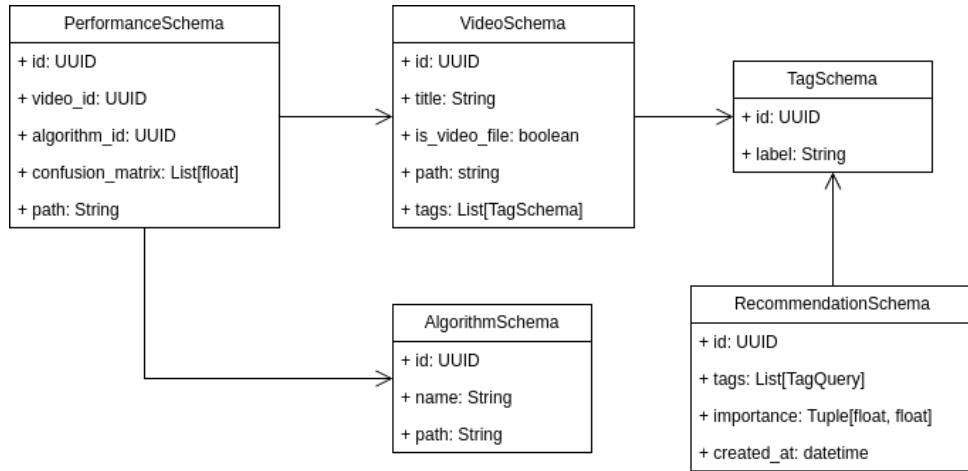 PerformanceSchema
+ id: UUID
+ video_id: UUID
+ algorithm_id: UUID
+ confusion_matrix: List[float]
+ path: String
VideoSchema
+ id: UUID
+ title: String
+ is_video_file: boolean
+ path: string
+ tags: List[TagSchema]
TagSchema
+ id: UUID
+ label: String
AlgorithmSchema
+ id: UUID
+ name: String
+ path: String
RecommendationSchema
+ id: UUID
+ tags: List[TagQuery]
+ importance: Tuple[float, float]
+ created_at: datetime